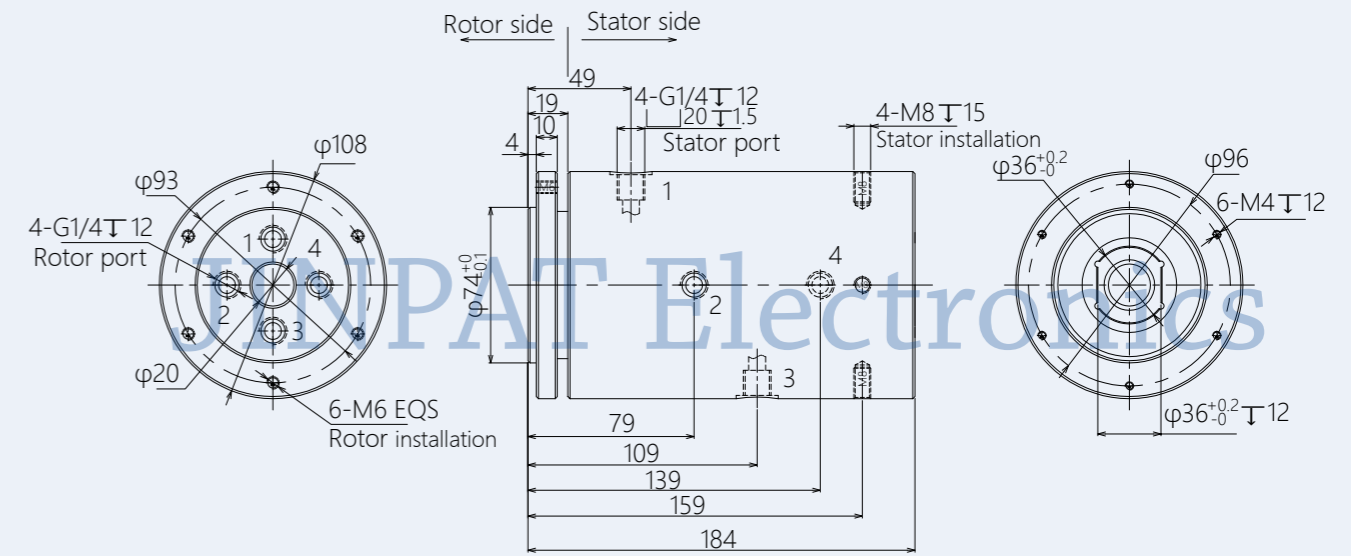 Rotor side
Stator side
49
19
10
4
4-G1/4↧12
20↧1.5
Stator port
4-M8↧15
Stator installation
φ108
φ93
4-G1/4↧12
Rotor port
1
4
2
3
φ20
6-M6 EQS
Rotor installation
φ74+0-0.1
M6
1
M8
4
2
3
M8
79
109
139
159
184
φ36+0.2-0
φ96
6-M4↧12
φ36+0.2-0↧12
JINPAT Electronics